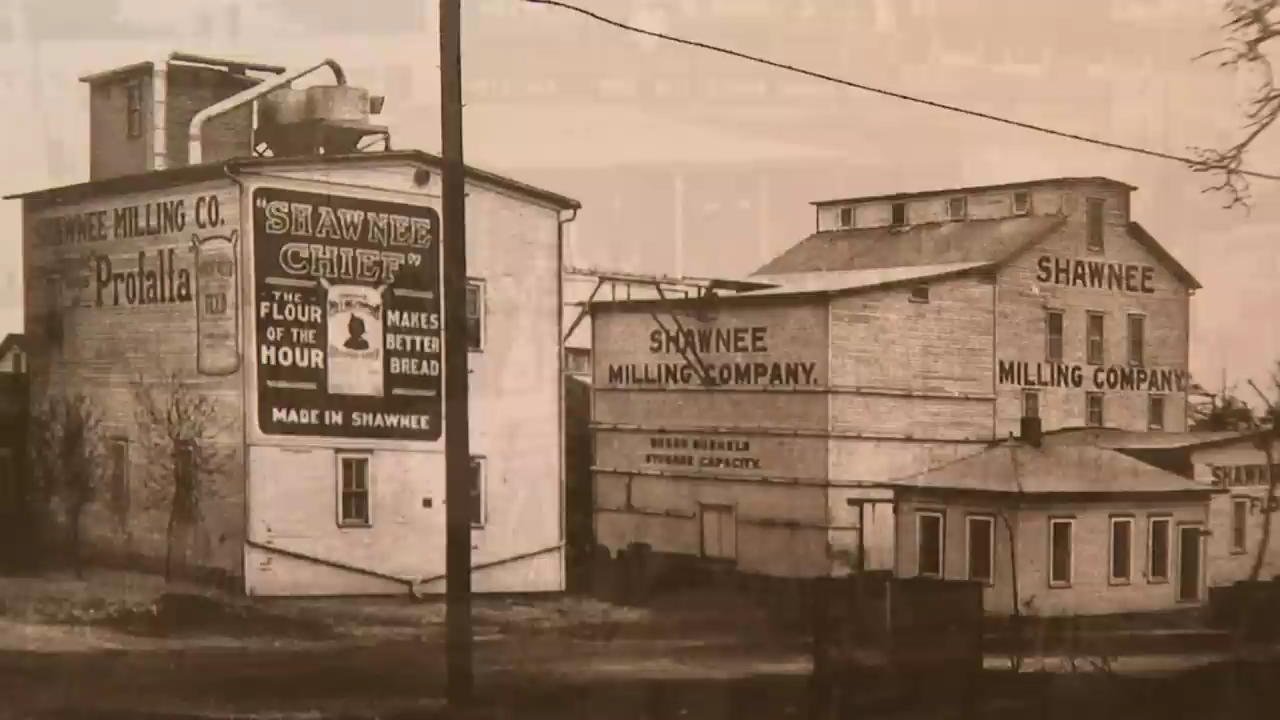 SHAWNEE MILLING CO.
"Profalfa"
"SHAWNEE
CHIEF"
THE
FLOUR
OF THE
HOUR
MAKES
BETTER
BREAD
MADE IN SHAWNEE
SHAWNEE
MILLING COMPANY.
STORAGE CAPACITY.
SHAWNEE
MILLING COMPANY